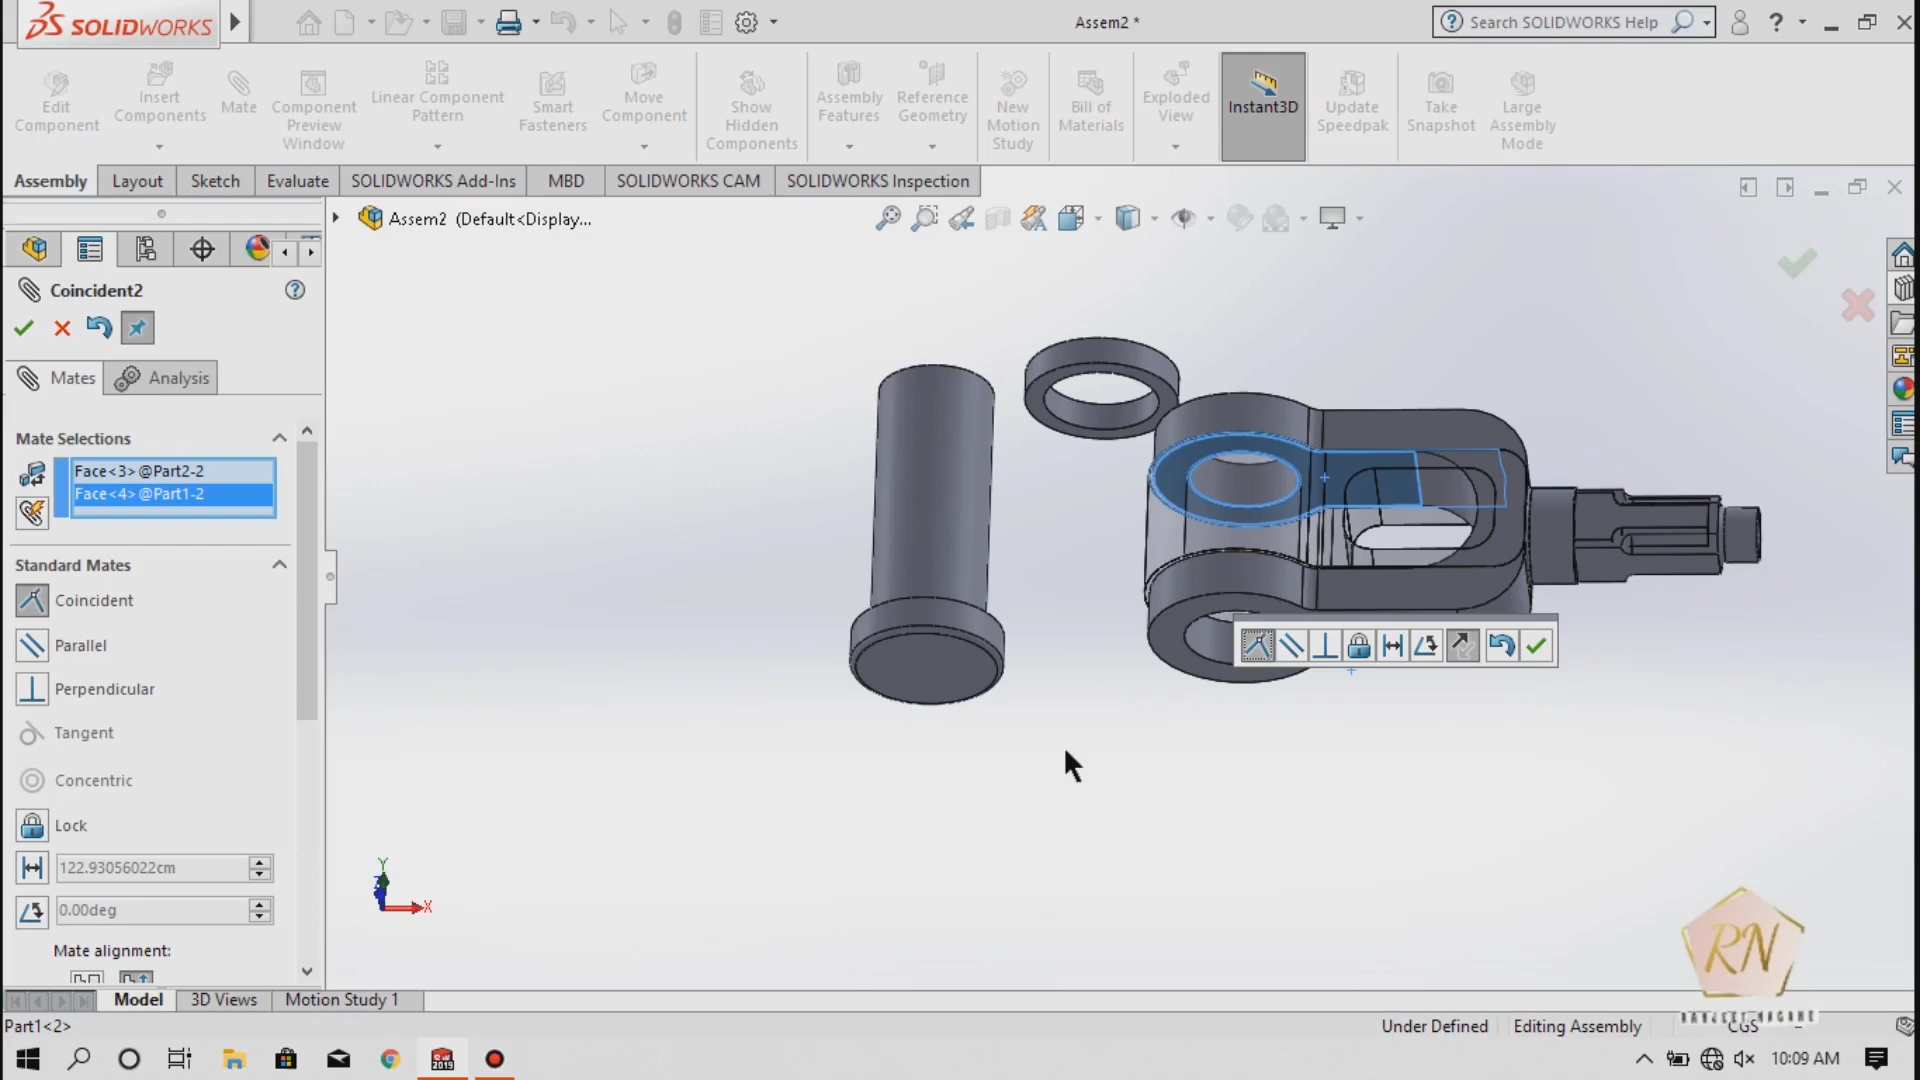 SOLIDWORKS
Assem2 *
Search SOLIDWORKS Help
?
Edit Component
Insert Components
Mate
Component Preview Window
Linear Component Pattern
Smart Fasteners
Move Component
Show Hidden Components
Assembly Features
Reference Geometry
New Motion Study
Bill of Materials
Exploded View
Instant3D
Update Speedpak
Take Snapshot
Large Assembly Mode
Assembly
Layout
Sketch
Evaluate
SOLIDWORKS Add-Ins
MBD
SOLIDWORKS CAM
SOLIDWORKS Inspection
Assem2 (Default<Display...
Coincident2
Mates
Analysis
Mate Selections
Face<3>@Part2-2
Face<4>@Part1-2
Standard Mates
Coincident
Parallel
Perpendicular
Tangent
Concentric
Lock
122.93056022cm
0.00deg
Mate alignment:
Y
Z
X
RN
Model
3D Views
Motion Study 1
Part1<2>
Under Defined
Editing Assembly
CGS
SW 2019
10:09 AM